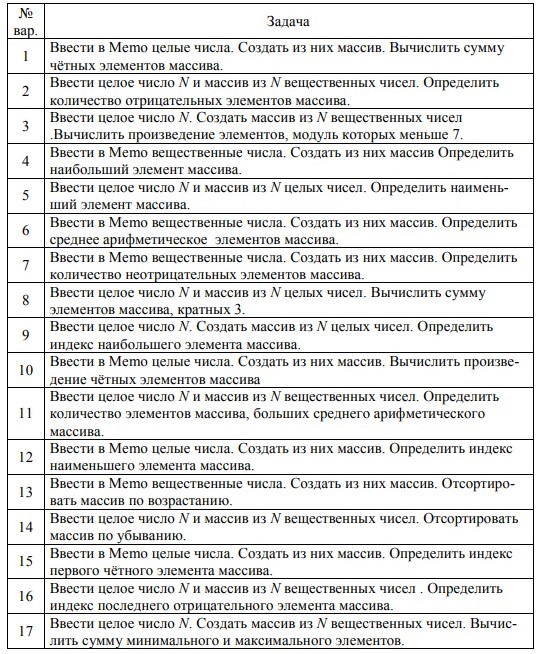 №
вар.
Задача
1
Ввести в Memo целые числа. Создать из них массив. Вычислить сумму
чётных элементов массива.
2
Ввести целое число N и массив из N вещественных чисел. Определить
количество отрицательных элементов массива.
3
Ввести целое число N. Создать массив из N вещественных чисел
.Вычислить произведение элементов, модуль которых меньше 7.
4
Ввести в Memo вещественные числа. Создать из них массив Определить
наибольший элемент массива.
5
Ввести целое число N и массив из N целых чисел. Определить наимень-
ший элемент массива.
6
Ввести в Memo вещественные числа. Создать из них массив. Определить
среднее арифметическое элементов массива.
7
Ввести в Memo вещественные числа. Создать из них массив. Определить
количество неотрицательных элементов массива.
8
Ввести целое число N и массив из N целых чисел. Вычислить сумму
элементов массива, кратных 3.
9
Ввести целое число N. Создать массив из N целых чисел. Определить
индекс наибольшего элемента массива.
10
Ввести в Memo целые числа. Создать из них массив. Вычислить произве-
дение чётных элементов массива
11
Ввести целое число N и массив из N вещественных чисел. Определить
количество элементов массива, больших среднего арифметического
массива.
12
Ввести в Memo целые числа. Создать из них массив. Определить индекс
наименьшего элемента массива.
13
Ввести в Memo вещественные числа. Создать из них массив. Отсортиро-
вать массив по возрастанию.
14
Ввести целое число N и массив из N вещественных чисел. Отсортировать
массив по убыванию.
15
Ввести в Memo целые числа. Создать из них массив. Определить индекс
первого чётного элемента массива.
16
Ввести целое число N и массив из N вещественных чисел . Определить
индекс последнего отрицательного элемента массива.
17
Ввести целое число N. Создать массив из N вещественных чисел. Вычис-
лить сумму минимального и максимального элементов.